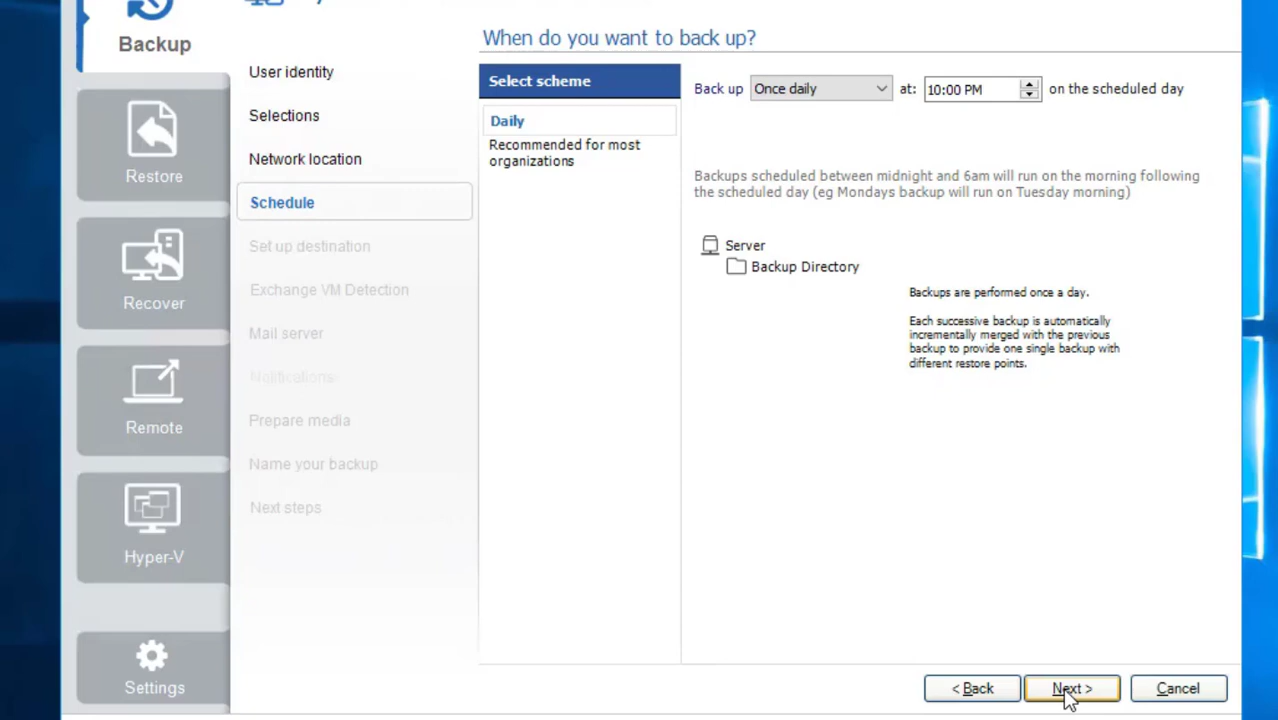 Backup
Restore
Recover
Remote
Hyper-V
Settings
User identity
Selections
Network location
Schedule
Set up destination
Exchange VM Detection
Mail server
Notifications
Prepare media
Name your backup
Next steps
When do you want to back up?
Select scheme
Daily
Recommended for most
organizations
Back up Once daily at: 10:00 PM on the scheduled day
Backups scheduled between midnight and 6am will run on the morning following
the scheduled day (eg Mondays backup will run on Tuesday morning)
Server
Backup Directory
Backups are performed once a day.
Each successive backup is automatically
incrementally merged with the previous
backup to provide one single backup with
different restore points.
< Back Next > Cancel